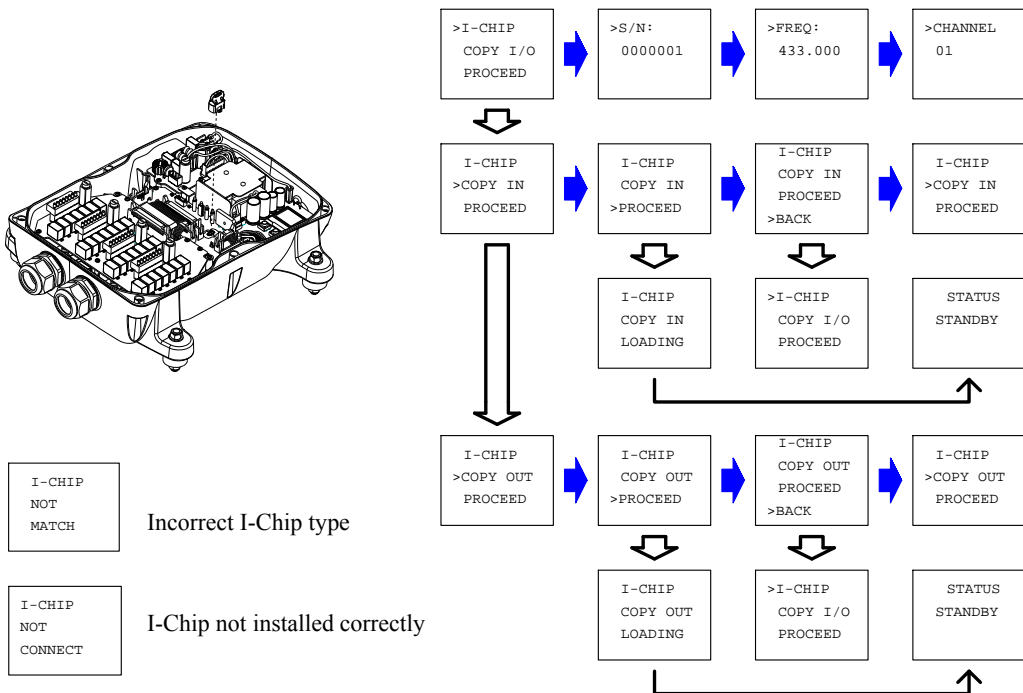 >I-CHIP
COPY I/O
PROCEED
>S/N:
0000001
>FREQ:
433.000
>CHANNEL
01
I-CHIP
>COPY IN
PROCEED
I-CHIP
COPY IN
>PROCEED
I-CHIP
COPY IN
PROCEED
>BACK
I-CHIP
>COPY IN
PROCEED
I-CHIP
COPY IN
LOADING
>I-CHIP
COPY I/O
PROCEED
STATUS
STANDBY
I-CHIP
>COPY OUT
PROCEED
I-CHIP
COPY OUT
>PROCEED
I-CHIP
COPY OUT
PROCEED
>BACK
I-CHIP
>COPY OUT
PROCEED
I-CHIP
COPY OUT
LOADING
>I-CHIP
COPY I/O
PROCEED
STATUS
STANDBY
I-CHIP
NOT
MATCH
Incorrect I-Chip type
I-CHIP
NOT
CONNECT
I-Chip not installed correctly